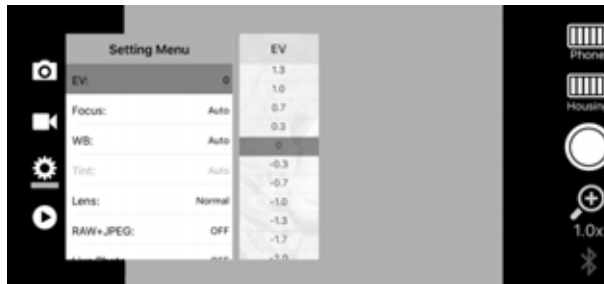 Setting Menu
EV: 0
Focus: Auto
WB: Auto
Tint: Auto
Lens: Normal
RAW+JPEG: OFF
EV
1.3
1.0
0.7
0.3
0
-0.3
-0.7
-1.0
-1.3
-1.7
-2.0
Phone
Housing
1.0x